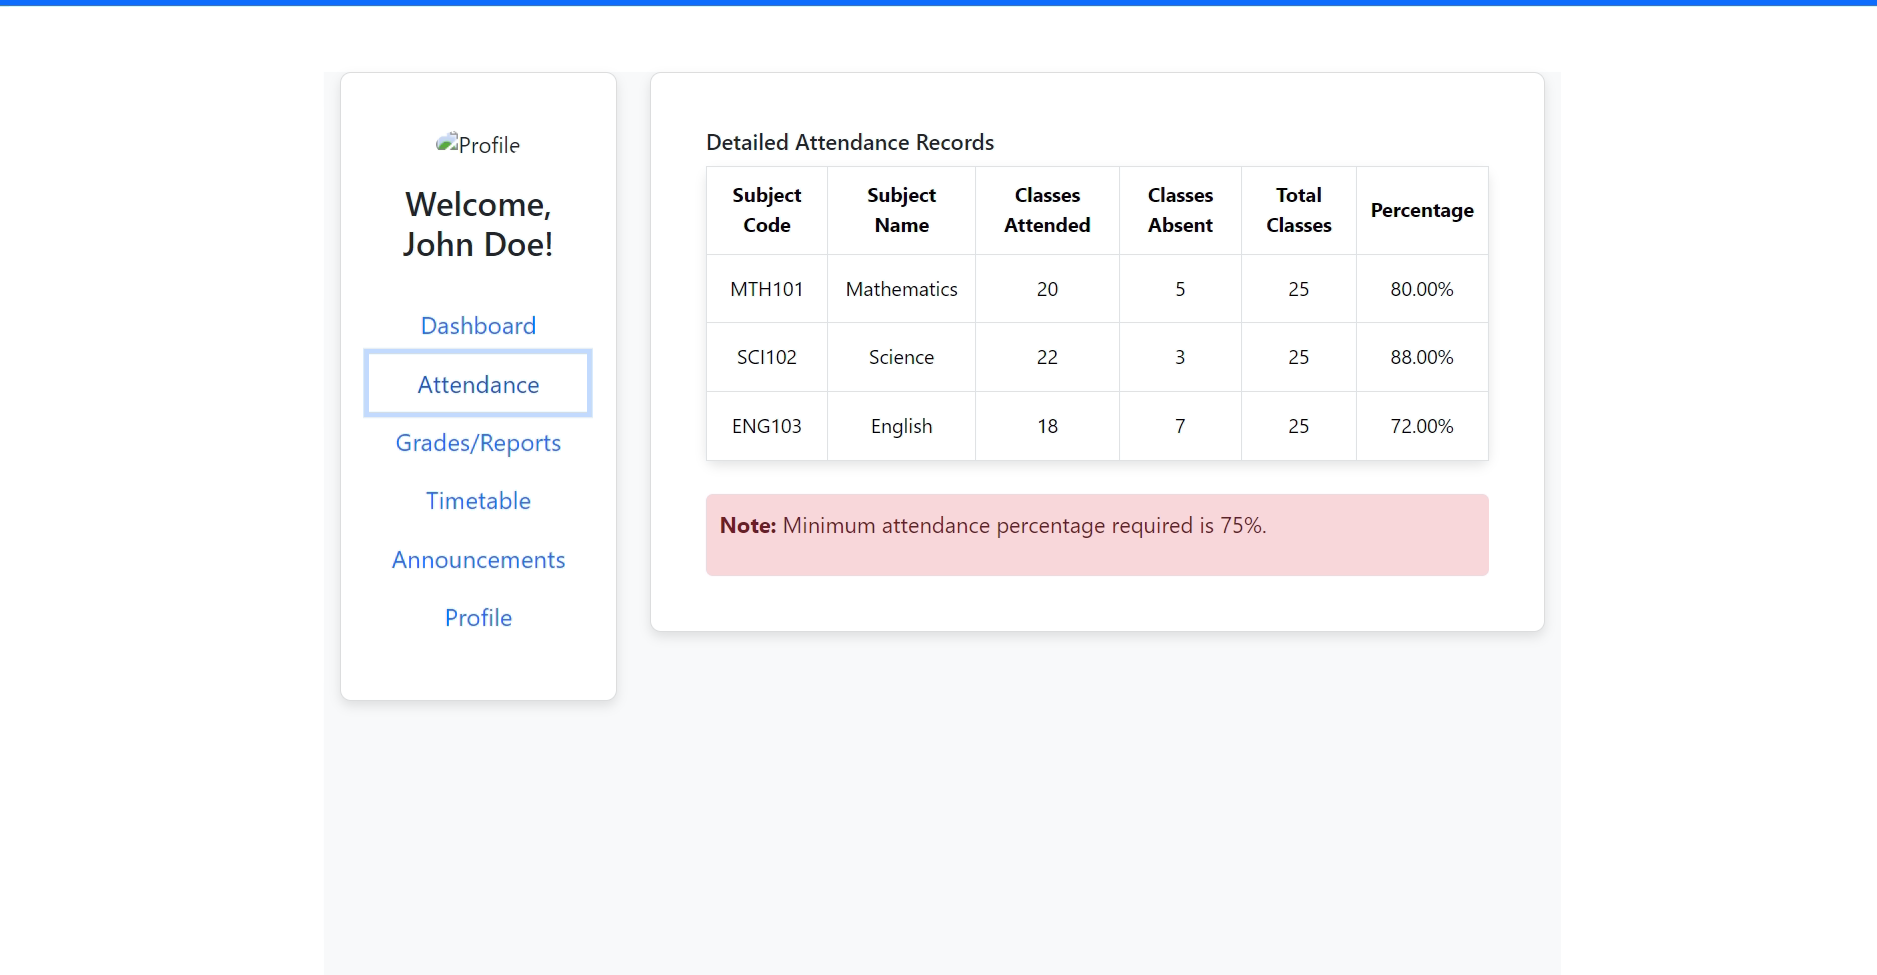 Profile
Welcome,
John Doe!
Dashboard
Attendance
Grades/Reports
Timetable
Announcements
Profile
Detailed Attendance Records
Subject Code Subject Name Classes Attended Classes Absent Total Classes Percentage
MTH101 Mathematics 20 5 25 80.00%
SCI102 Science 22 3 25 88.00%
ENG103 English 18 7 25 72.00%
Note: Minimum attendance percentage required is 75%.